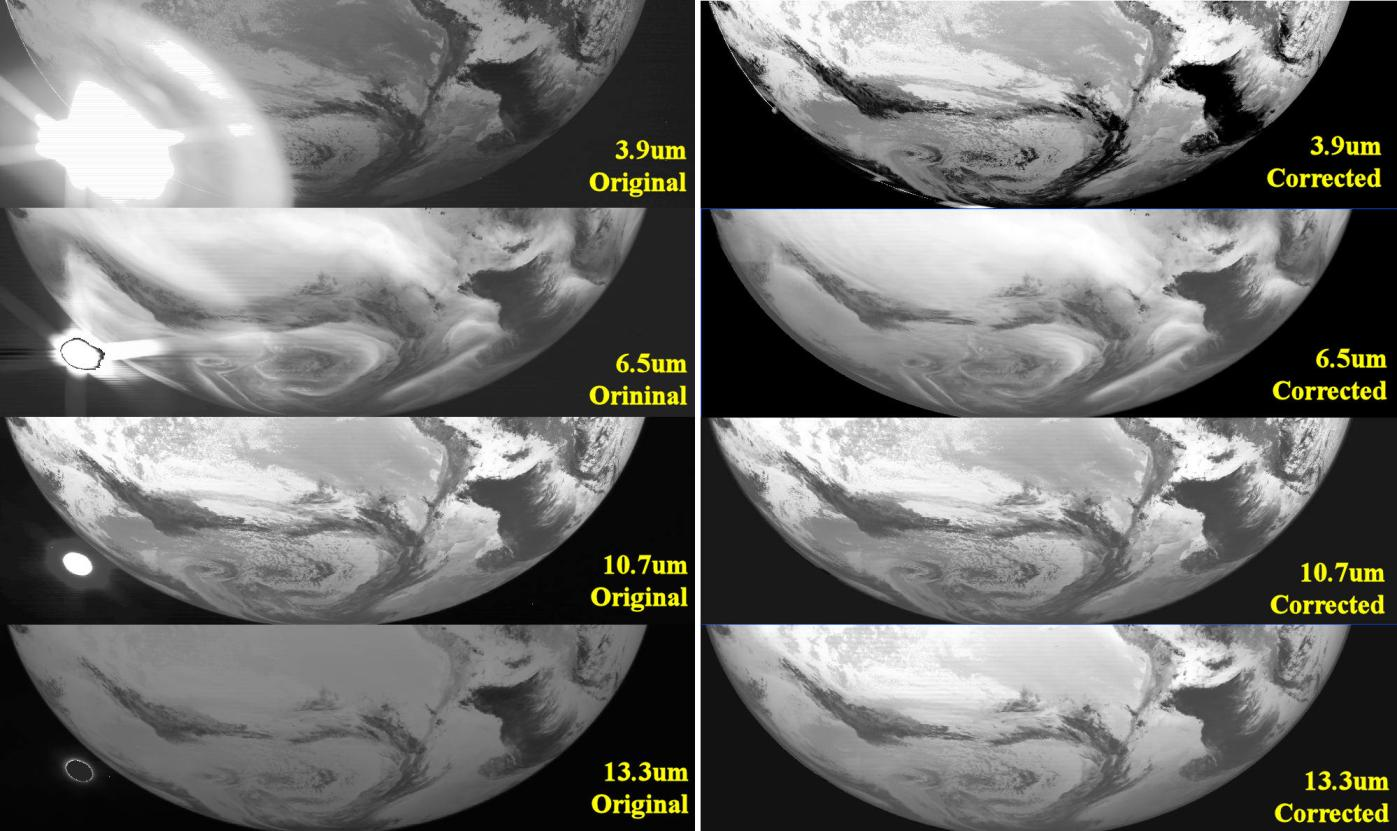 3.9um
Original
3.9um
Corrected
6.5um
Orininal
6.5um
Corrected
10.7um
Original
10.7um
Corrected
13.3um
Original
13.3um
Corrected